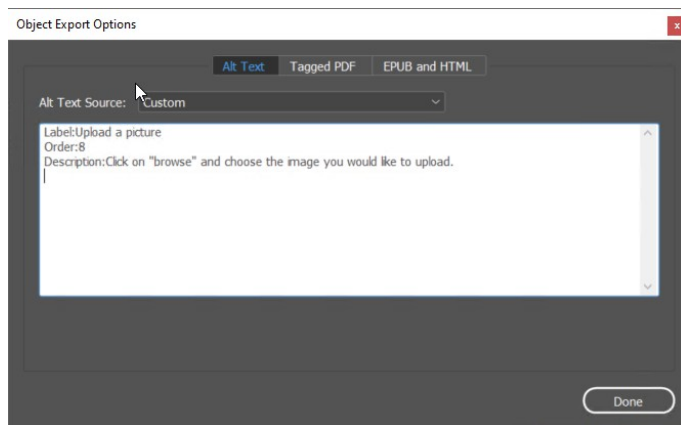 Object Export Options
x
Alt Text Tagged PDF EPUB and HTML
Alt Text Source: Custom
Label:Upload a picture
Order:8
Description:Click on "browse" and choose the image you would like to upload.
Done